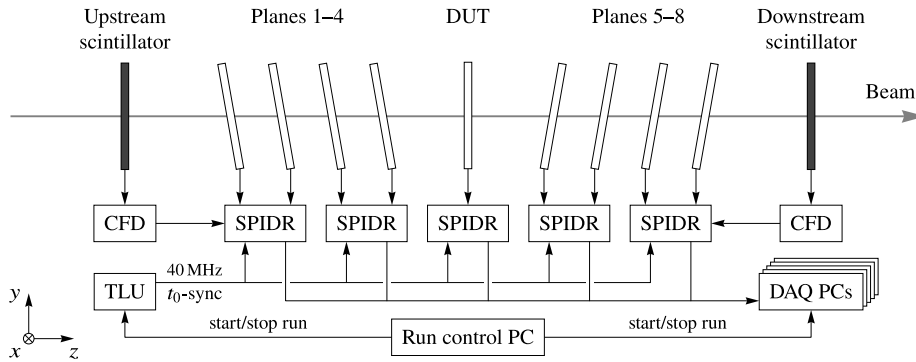 Upstream scintillator
Planes 1–4
DUT
Planes 5–8
Downstream scintillator
Beam
CFD
SPIDR
SPIDR
SPIDR
SPIDR
SPIDR
CFD
TLU
40 MHz
t₀-sync
DAQ PCs
y
x
z
start/stop run
Run control PC
start/stop run